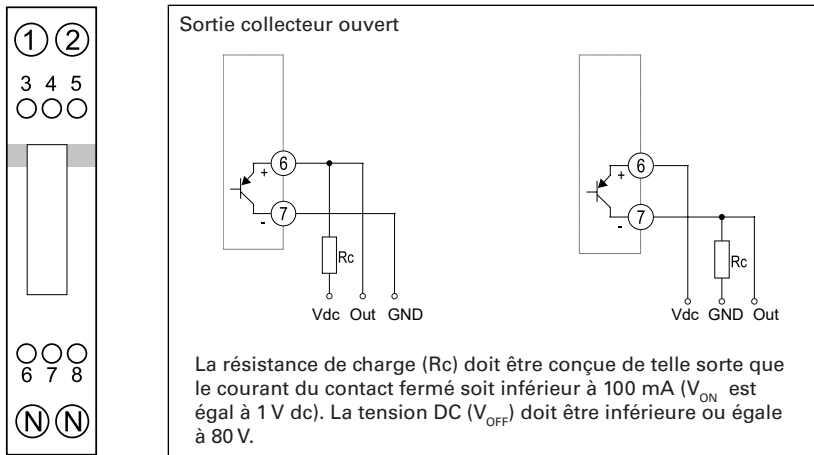 1 2
3 4 5
6 7 8
N N
Sortie collecteur ouvert
6
+
-
7
Rc
Vdc Out GND
6
+
-
7
Rc
Vdc GND Out
La résistance de charge (Rc) doit être conçue de telle sorte que
le courant du contact fermé soit inférieur à 100 mA (VON est
égal à 1 V dc). La tension DC (VOFF) doit être inférieure ou égale
à 80 V.